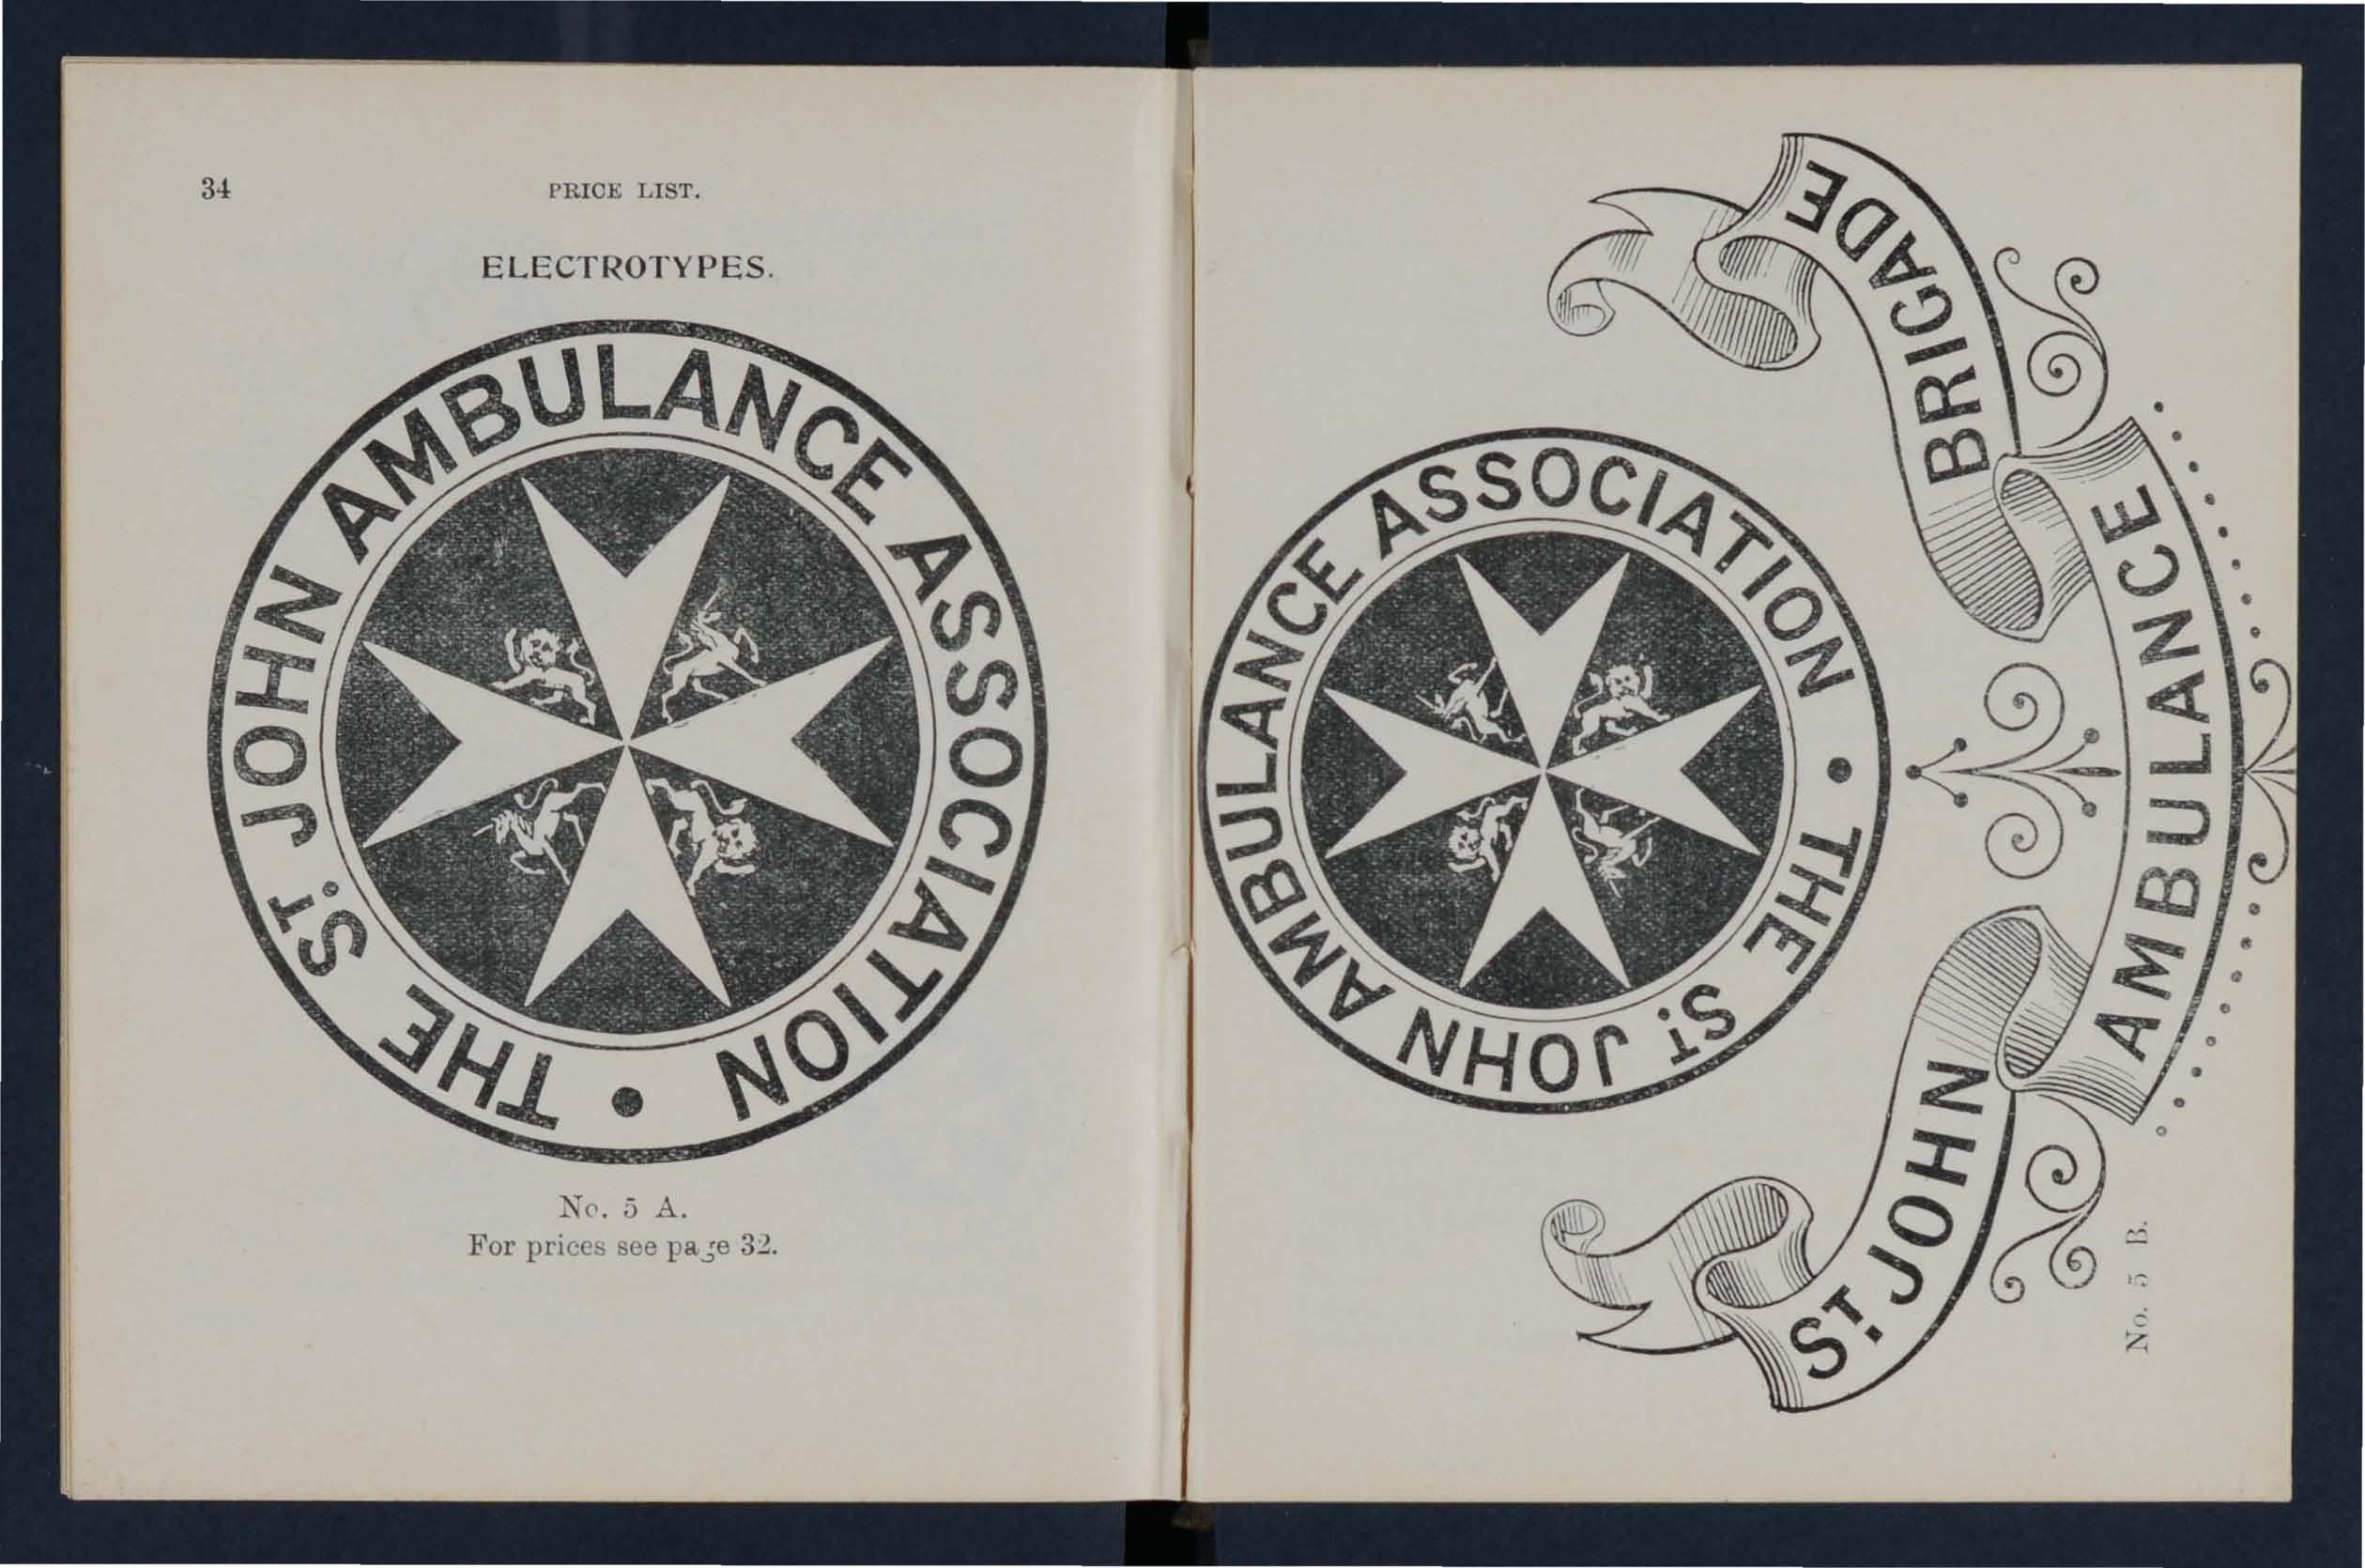 34
PRICE LIST.
ELECTROTYPES.
THE ST. JOHN AMBULANCE ASSOCIATION •
No. 5 A.
For prices see page 32.
THE ST. JOHN AMBULANCE ASSOCIATION •
ST. JOHN AMBULANCE BRIGADE
No. 5 B.